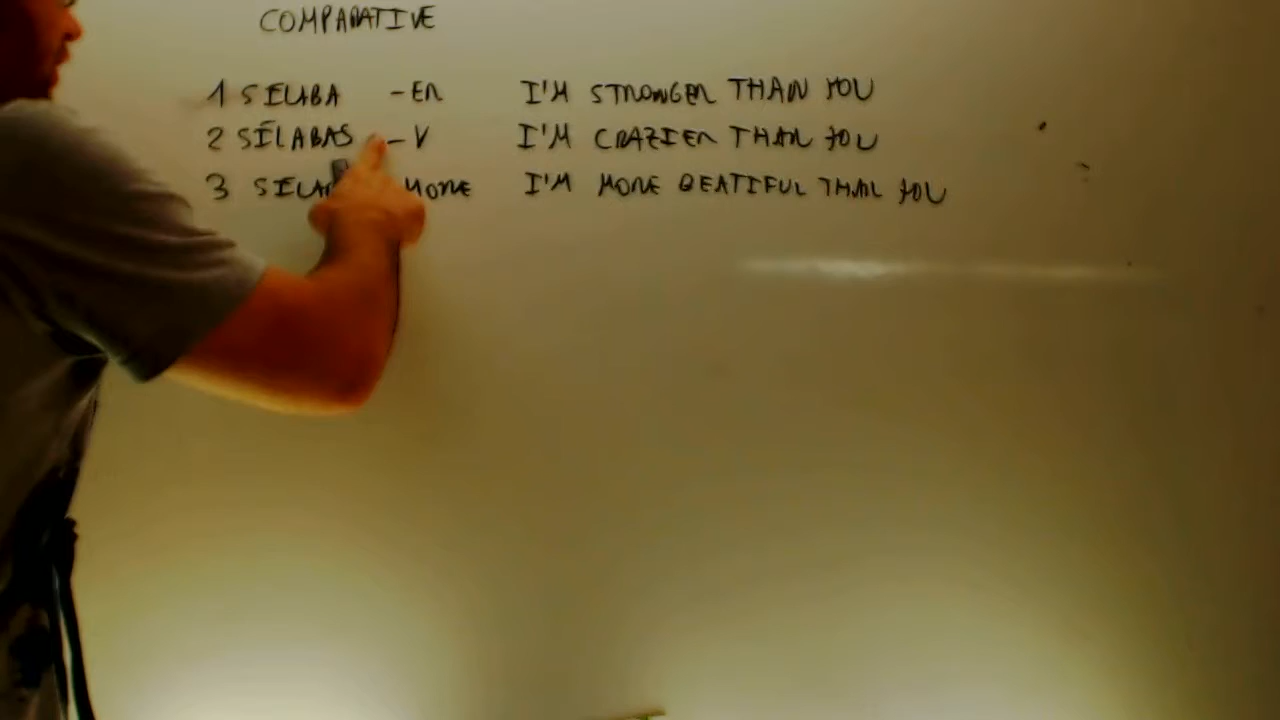 COMPARATIVE
1 SÍLABA -ER I'M STRONGER THAN YOU
2 SÍLABAS -Y I'M CRAZIER THAN YOU
3 MORE I'M MORE BEATIFUL THAN YOU